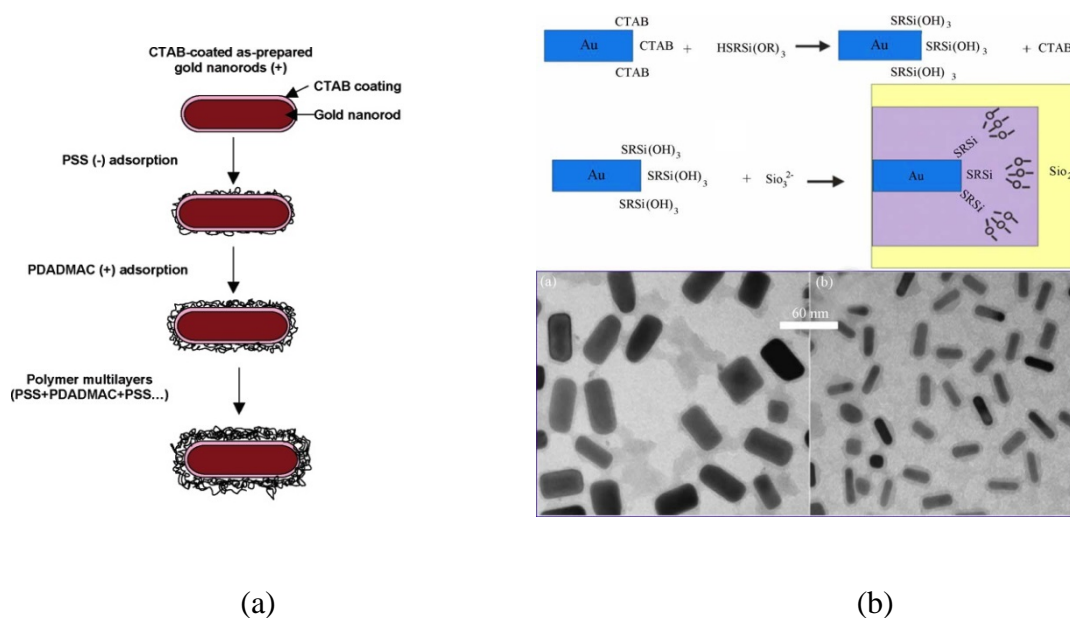 CTAB-coated as-prepared
gold nanorods (+)
CTAB coating
Gold nanorod
PSS (-) adsorption
PDADMAC (+) adsorption
Polymer multilayers
(PSS+PDADMAC+PSS...)
(a)
CTAB
Au
CTAB
CTAB
+
HSRSi(OR)3
SRSi(OH)3
Au
SRSi(OH)3
SRSi(OH) 3
+ CTAB
SRSi(OH)3
Au
SRSi(OH)3
SRSi(OH)3
+
Sio3 2-
Au
SRSi
SRSi
SRSi
Sio2
(a)
60 nm
(b)
(b)